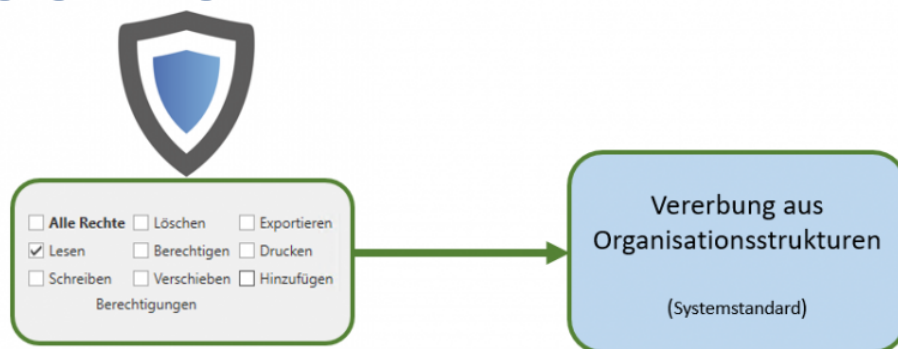 Alle Rechte Löschen Exportieren
Lesen Berechtigen Drucken
Schreiben Verschieben Hinzufügen
Berechtigungen
Vererbung aus
Organisationsstrukturen
(Systemstandard)